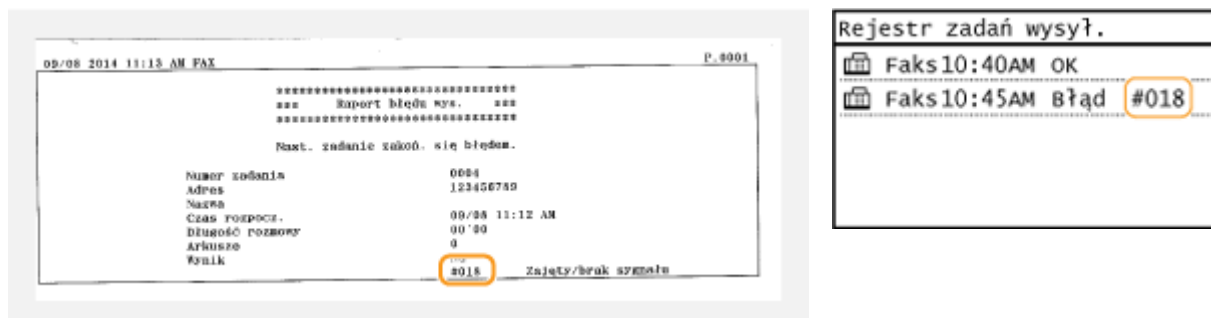 09/08 2014 11:13 AM FAX
P.0001
***************************
*** Raport błędu wys. ***
***************************
Nast. zadanie zakoń. się błędem.
Numer zadania 0004
Adres 123456789
Nazwa
Czas rozpocz. 09/08 11:12 AM
Długość rozmowy 00'00
Arkusze 0
Wynik
#018 Zajęty/brak sygnału
Rejestr zadań wysył.
Faks10:40AM OK
Faks10:45AM Błąd #018